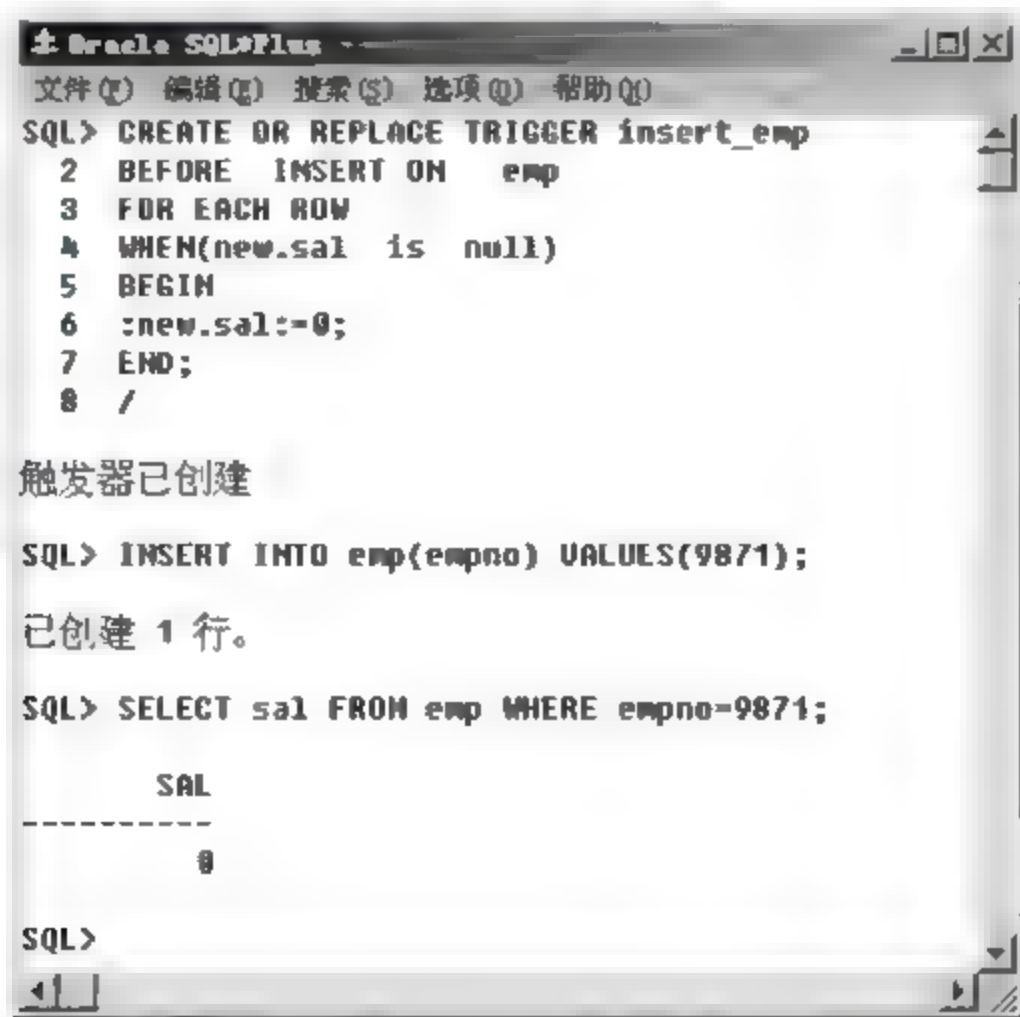 Oracle SQL*Plus
文件(F) 编辑(E) 搜索(S) 选项(O) 帮助(H)
SQL> CREATE OR REPLACE TRIGGER insert_emp
2 BEFORE INSERT ON emp
3 FOR EACH ROW
4 WHEN(new.sal is null)
5 BEGIN
6 :new.sal:=0;
7 END;
8 /
触发器已创建
SQL> INSERT INTO emp(empno) VALUES(9871);
已创建 1 行。
SQL> SELECT sal FROM emp WHERE empno=9871;
SAL
----------
0
SQL>